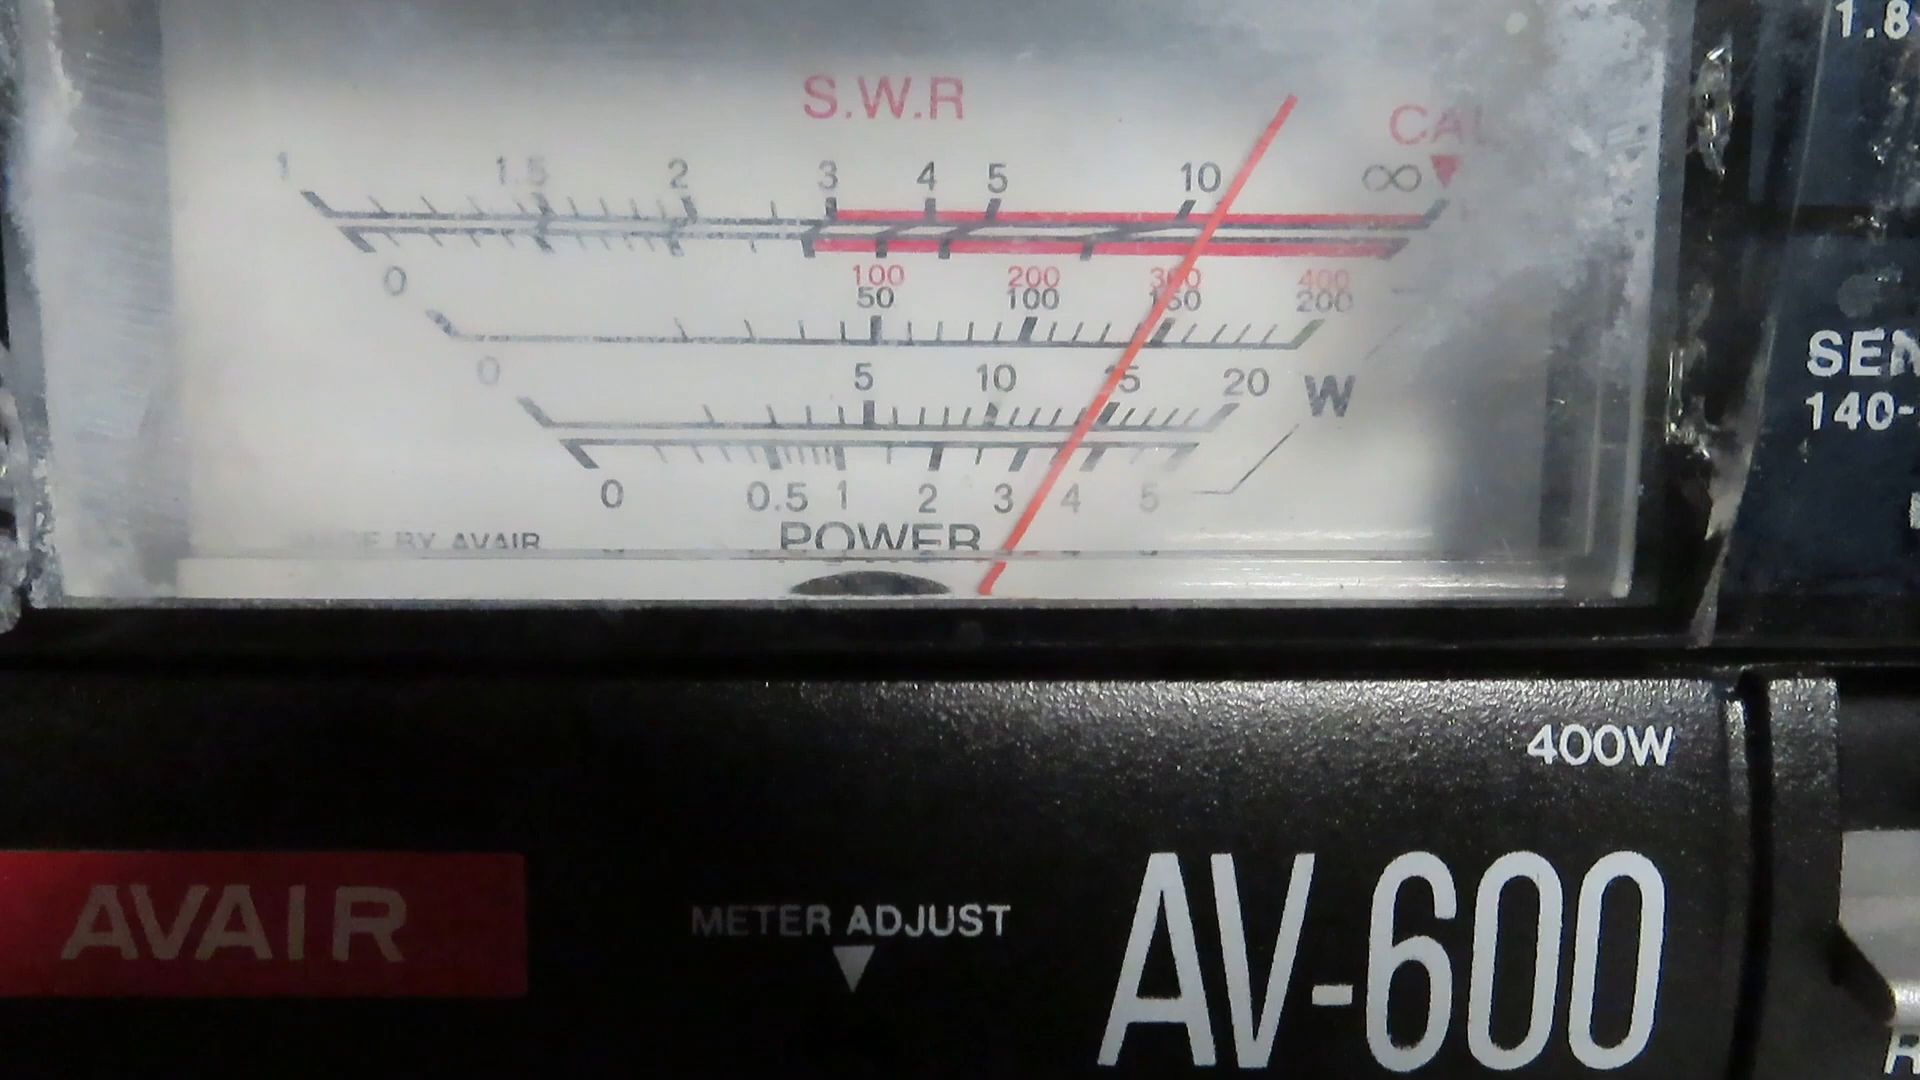 S.W.R
CAL
1 1.5 2 3 4 5 10 ∞
0 100 200 300 400
50 100 150 200
0 5 10 15 20 W
0 0.5 1 2 3 4 5
MADE BY AVAIR POWER
400W
AVAIR
METER ADJUST
AV-600
1.8
140-